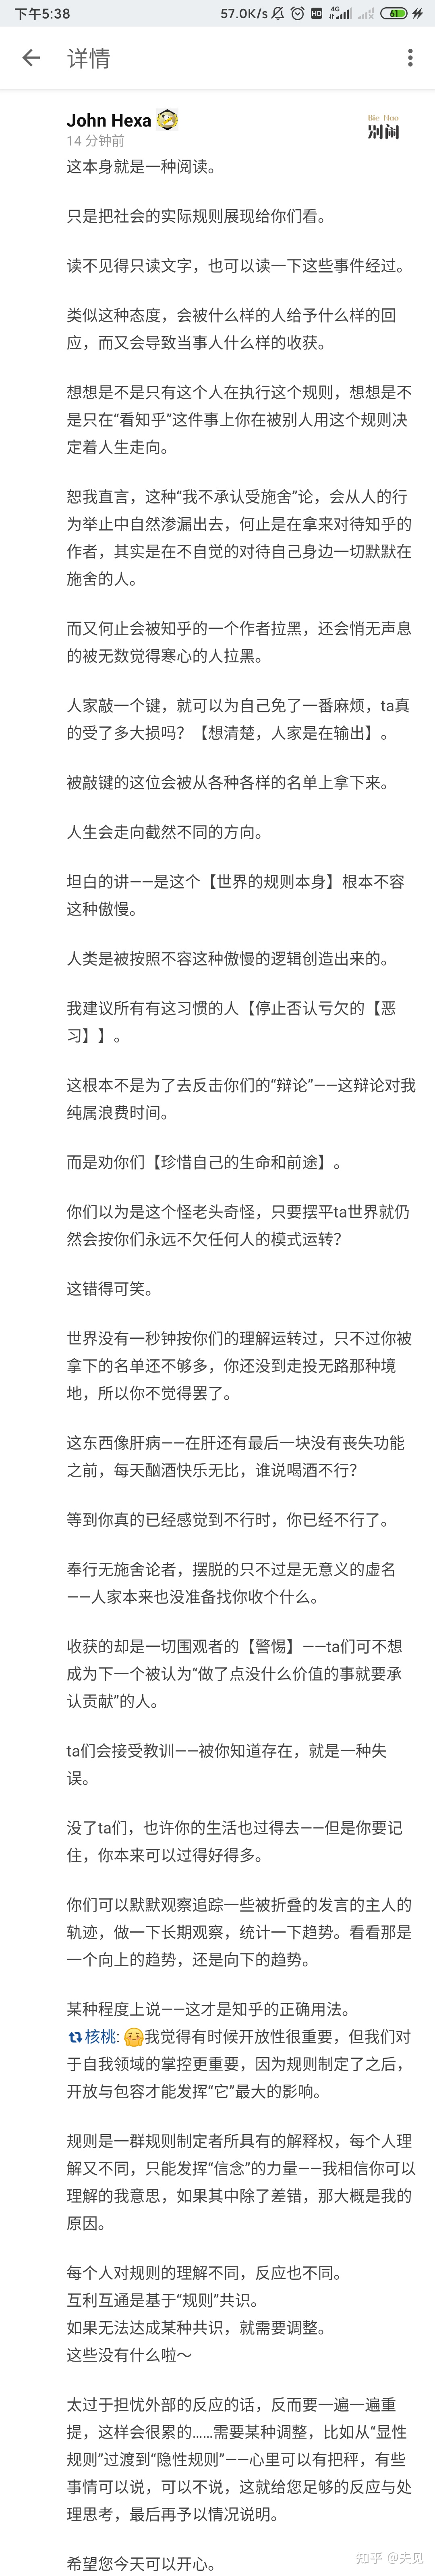 下午5:38
57.0K/s
HD
4G
61
详情
John Hexa
Bie Nao
别闹
14 分钟前
这本身就是一种阅读。
只是把社会的实际规则展现给你们看。
读不见得只读文字，也可以读一下这些事件经过。
类似这种态度，会被什么样的人给予什么样的回
应，而又会导致当事人什么样的收获。
想想是不是只有这个人在执行这个规则，想想是不
是只在“看知乎”这件事上你在被别人用这个规则决
定着人生走向。
恕我直言，这种“我不承认受施舍”论，会从人的行
为举止中自然渗漏出去，何止是在拿来对待知乎的
作者，其实是在不自觉的对待自己身边一切默默在
施舍的人。
而又何止会被知乎的一个作者拉黑，还会悄无声息
的被无数觉得寒心的人拉黑。
人家敲一个键，就可以为自己免了一番麻烦，ta真
的受了多大损吗？【想清楚，人家是在输出】。
被敲键的这位会被从各种各样的名单上拿下来。
人生会走向截然不同的方向。
坦白的讲——是这个【世界的规则本身】根本不容
这种傲慢。
人类是被按照不容这种傲慢的逻辑创造出来的。
我建议所有有这习惯的人【停止否认亏欠的【恶
习】】。
这根本不是为了去反击你们的“辩论”——这辩论对我
纯属浪费时间。
而是劝你们【珍惜自己的生命和前途】。
你们以为是这个怪老头奇怪，只要摆平ta世界就仍
然会按你们永远不欠任何人的模式运转？
这错得可笑。
世界没有一秒钟按你们的理解运转过，只不过你被
拿下的名单还不够多，你还没到走投无路那种境
地，所以你不觉得罢了。
这东西像肝病——在肝还有最后一块没有丧失功能
之前，每天酗酒快乐无比，谁说喝酒不行？
等到你真的已经感觉到不行时，你已经不行了。
奉行无施舍论者，摆脱的只不过是无意义的虚名
——人家本来也没准备找你收个什么。
收获的却是一切围观者的【警惕】——ta们可不想
成为下一个被认为“做了点没什么价值的事就要承
认贡献”的人。
ta们会接受教训——被你知道存在，就是一种失
误。
没了ta们，也许你的生活也过得去——但是你要记
住，你本来可以过得好得多。
你们可以默默观察追踪一些被折叠的发言的主人的
轨迹，做一下长期观察，统计一下趋势。看看那是
一个向上的趋势，还是向下的趋势。
某种程度上说——这才是知乎的正确用法。
核桃: 我觉得有时候开放性很重要，但我们对
于自我领域的掌控更重要，因为规则制定了之后，
开放与包容才能发挥“它”最大的影响。
规则是一群规则制定者所具有的解释权，每个人理
解又不同，只能发挥“信念”的力量——我相信你可以
理解的我意思，如果其中除了差错，那大概是我的
原因。
每个人对规则的理解不同，反应也不同。
互利互通是基于“规则”共识。
如果无法达成某种共识，就需要调整。
这些没有什么啦～
太过于担忧外部的反应的话，反而要一遍一遍重
提，这样会很累的……需要某种调整，比如从“显性
规则”过渡到“隐性规则”——心里可以有把秤，有些
事情可以说，可以不说，这就给您足够的反应与处
理思考，最后再予以情况说明。
希望您今天可以开心。
知乎 @夫见